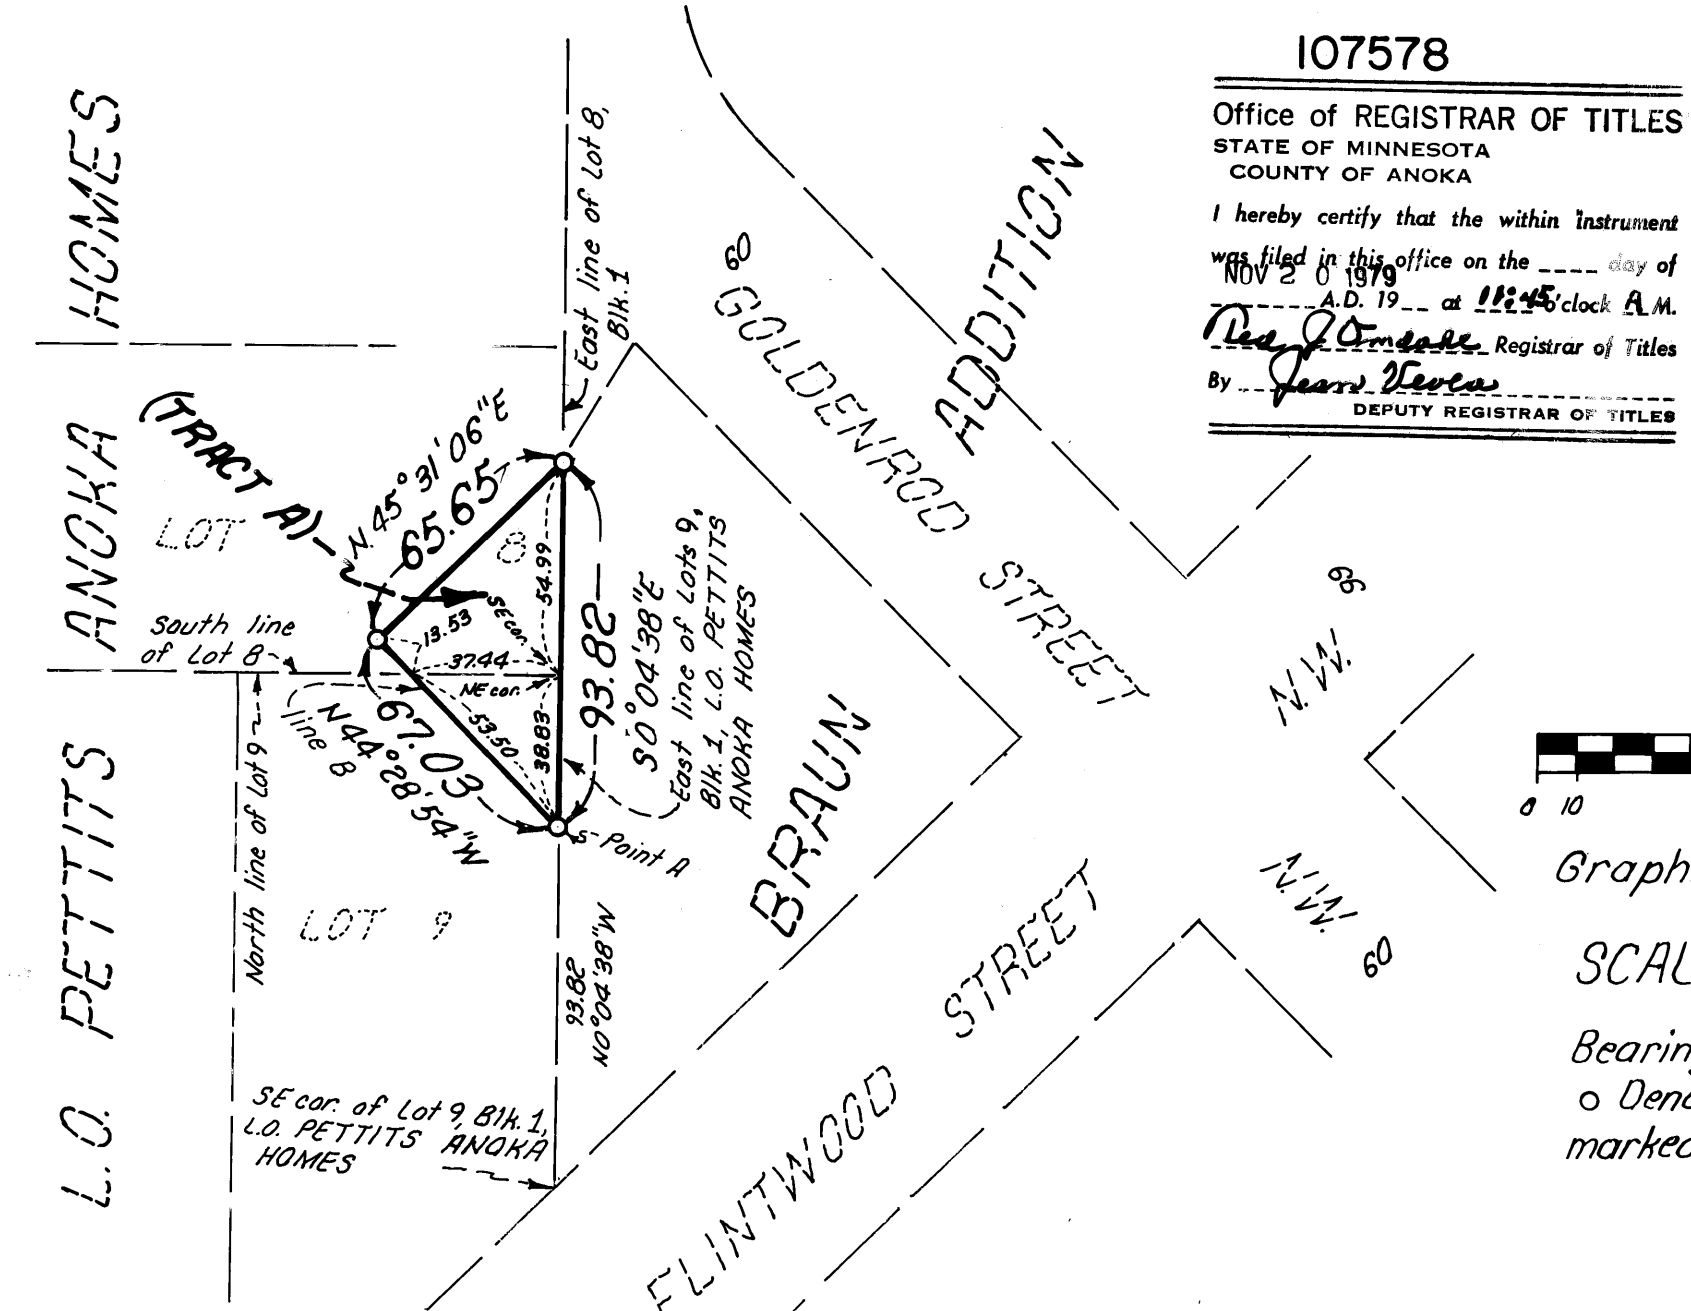 107578
Office of REGISTRAR OF TITLES
STATE OF MINNESOTA
COUNTY OF ANOKA
I hereby certify that the within instrument
was filed in this office on the ____ day of
NOV 20 1979
A.D. 19__ at 11:45 o'clock A.M.
Registrar of Titles
By
DEPUTY REGISTRAR OF TITLES
L.O. PETTITS ANOKA HOMES
BRAUN ADDITION
GOLDENROD STREET N.W.
60
66
FLINTWOOD STREET N.W.
60
East line of Lot 8,
Blk.1
(TRACT A)
N 45°31'06"E
65.65
LOT 8
54.99
SE cor.
13.53
37.44
NE cor.
South line
of Lot 8
53.50
38.83
93.82
S0°04'38"E
East line of Lots 9,
Blk. 1, L.O. PETTITS
ANOKA HOMES
line B
67.03
N44°28'54"W
North line of Lot 9
Point A
LOT 9
93.82
N0°04'38"W
SE cor. of Lot 9, Blk. 1,
L.O. PETTITS ANOKA
HOMES
0 10
Graph
SCAL
Bearin
o Deno
marked